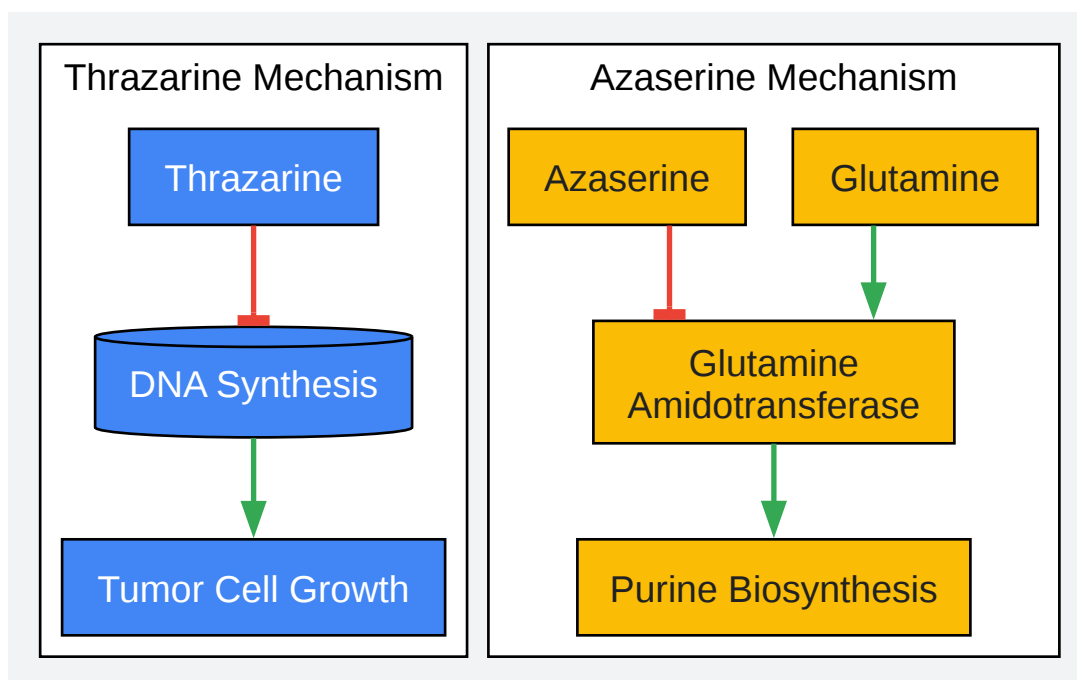 Thrazarine Mechanism
Thrazarine
DNA Synthesis
Tumor Cell Growth
Azaserine Mechanism
Azaserine
Glutamine
Glutamine
Amidotransferase
Purine Biosynthesis